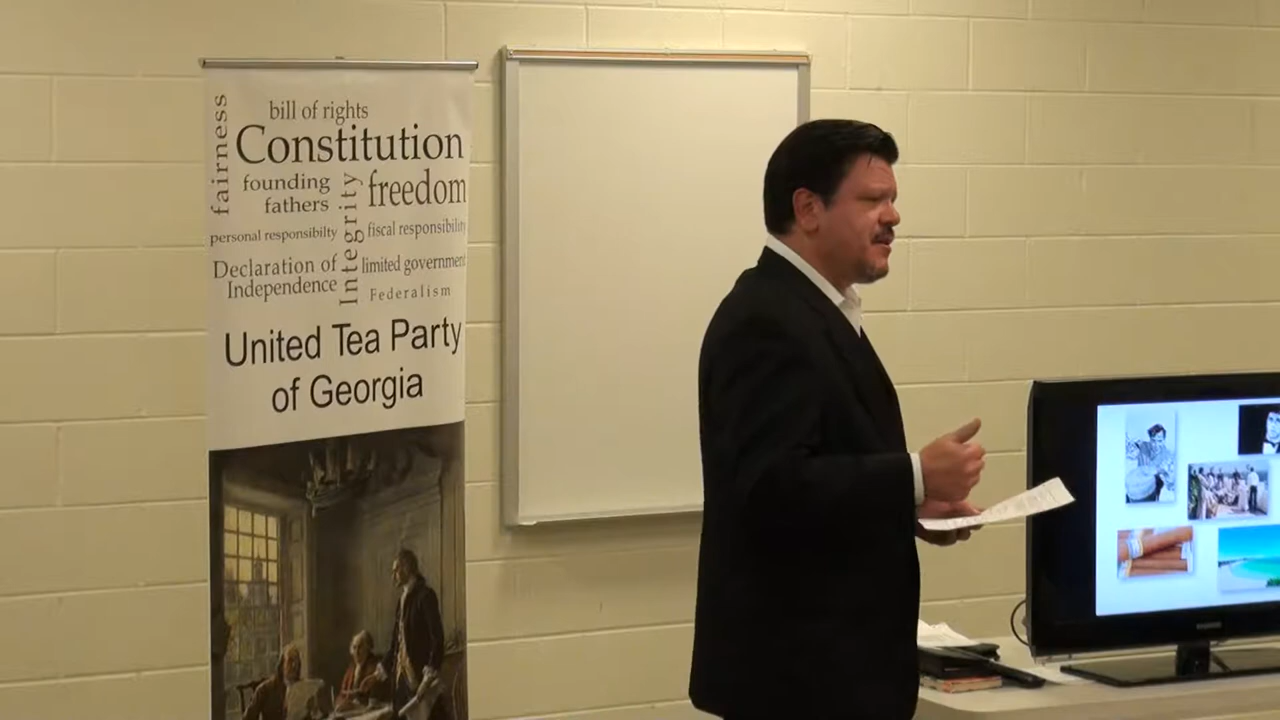 fairness
bill of rights
Constitution
founding
fathers
Integrity
freedom
personal responsibilty
fiscal responsibility
Declaration of
Independence
limited government
Federalism
United Tea Party
of Georgia